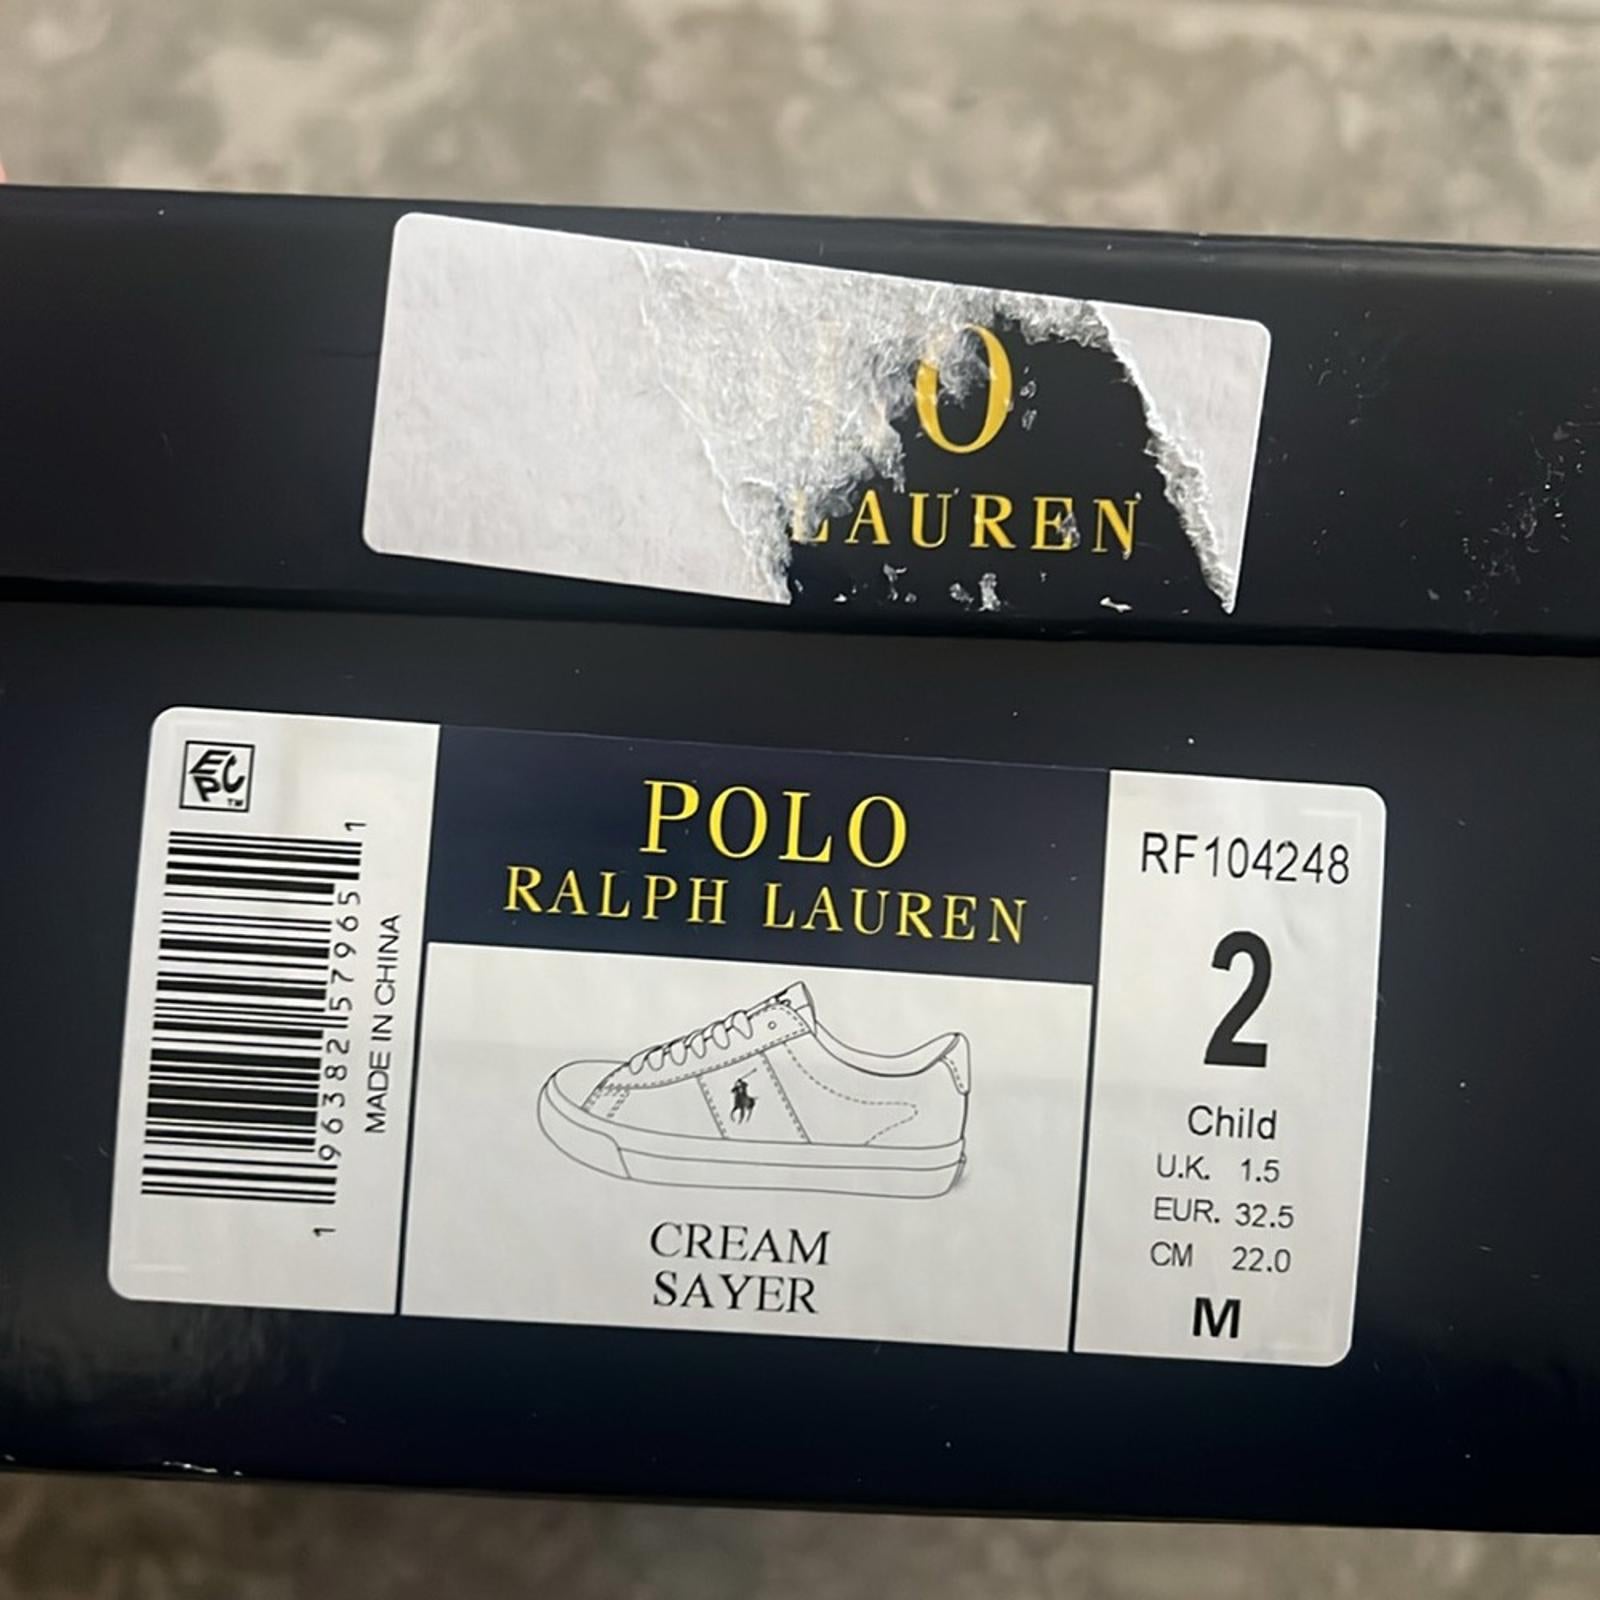 O
LAUREN
EPC
TM
1 96382 57965 1
MADE IN CHINA
POLO
RALPH LAUREN
CREAM
SAYER
RF104248
2
Child
U.K. 1.5
EUR. 32.5
CM 22.0
M